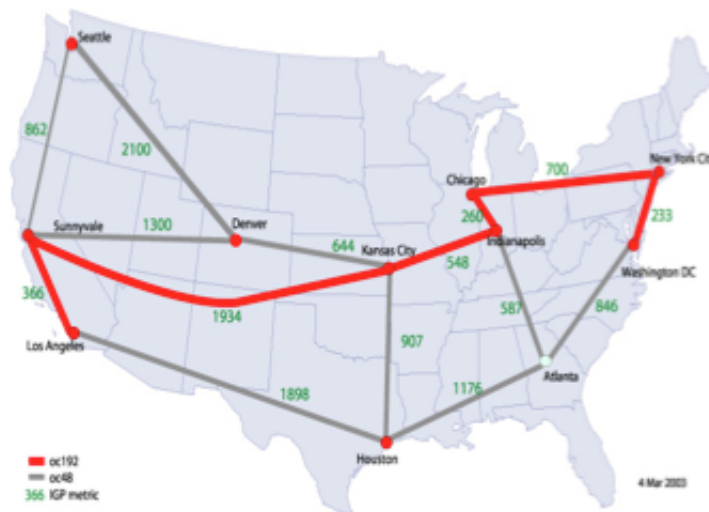 Seattle
862
2100
Chicago
700
New York City
260
233
Sunnyvale
1300
Denver
644
Kansas City
Indianapolis
548
Washington DC
366
1934
587
846
907
Los Angeles
1898
1176
Atlanta
Houston
oc192
oc48
366 IGP metric
4 Mar 2003